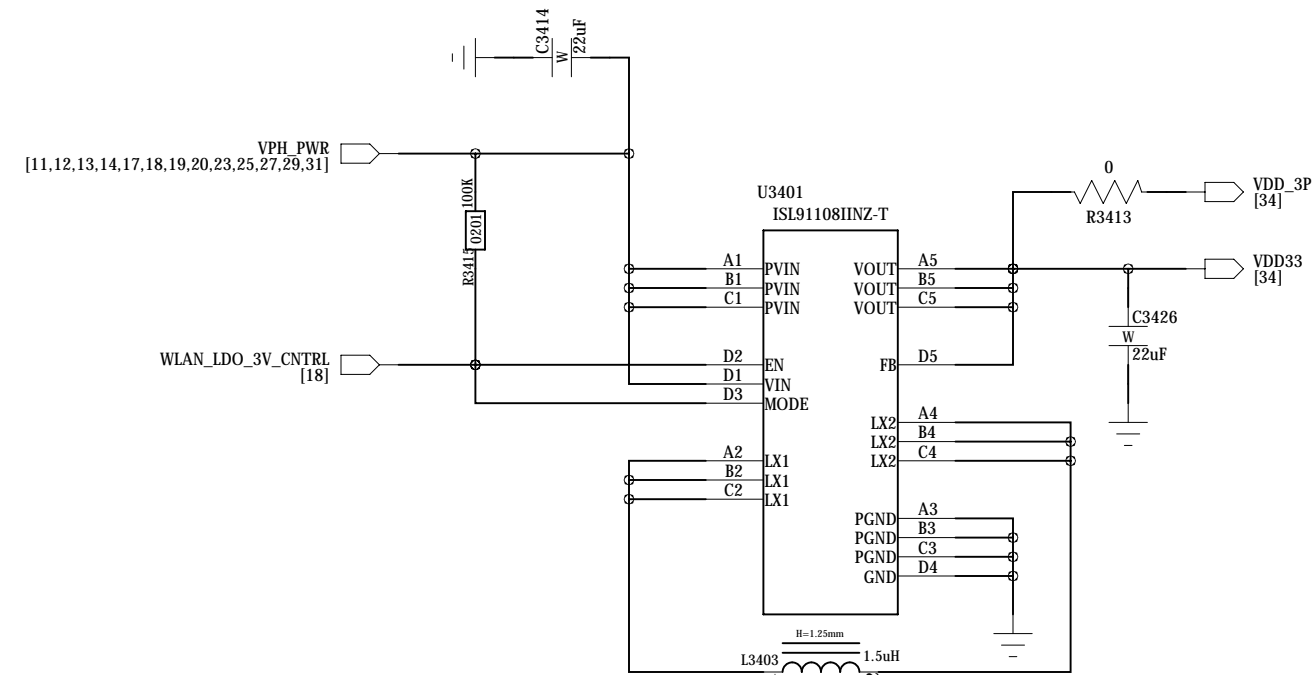 C3414
W
22uF
VPH_PWR
[11,12,13,14,17,18,19,20,23,25,27,29,31]
100K
0201
R3415
WLAN_LDO_3V_CNTRL
[18]
U3401
ISL91108IINZ-T
A1 PVIN
B1 PVIN
C1 PVIN
D2 EN
D1 VIN
D3 MODE
A2 LX1
B2 LX1
C2 LX1
VOUT A5
VOUT B5
VOUT C5
FB D5
LX2 A4
LX2 B4
LX2 C4
PGND A3
PGND B3
PGND C3
GND D4
0
R3413
VDD_3P
[34]
VDD33
[34]
C3426
W
22uF
H=1.25mm
L3403
1.5uH